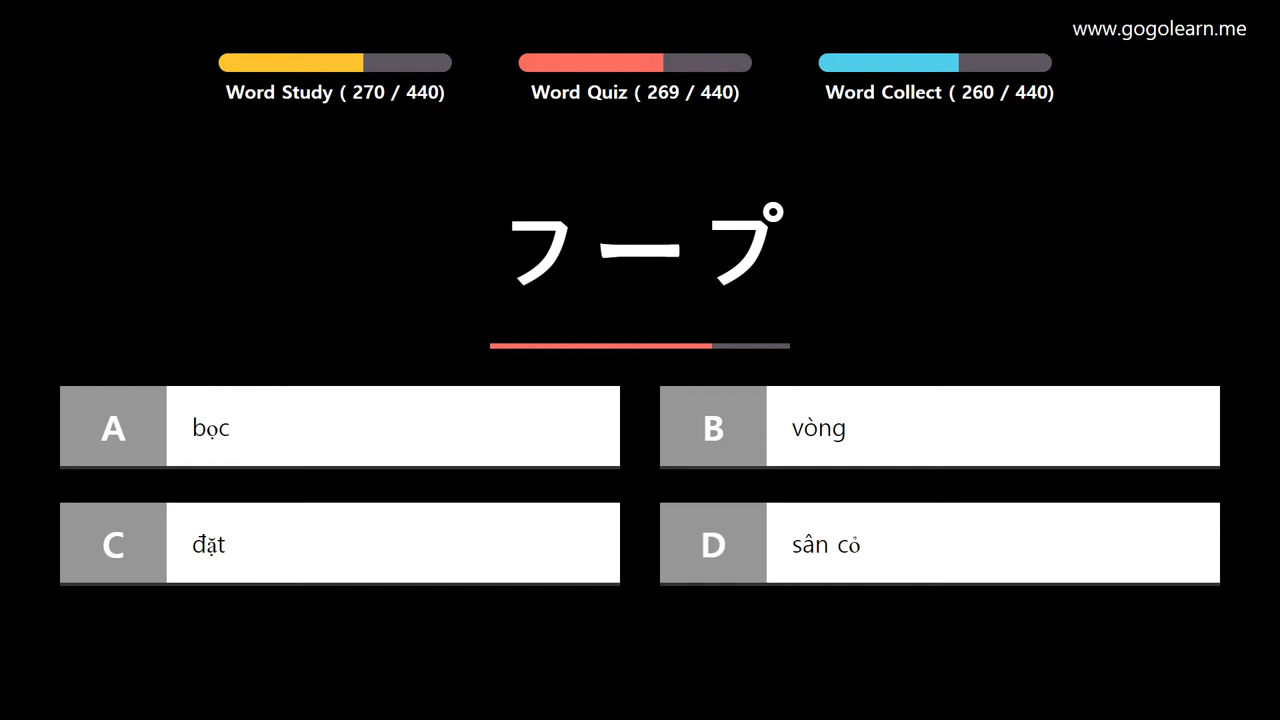 www.gogolearn.me
Word Study ( 270 / 440)
Word Quiz ( 269 / 440)
Word Collect ( 260 / 440)
フープ
A bọc
B vòng
C đặt
D sân cỏ